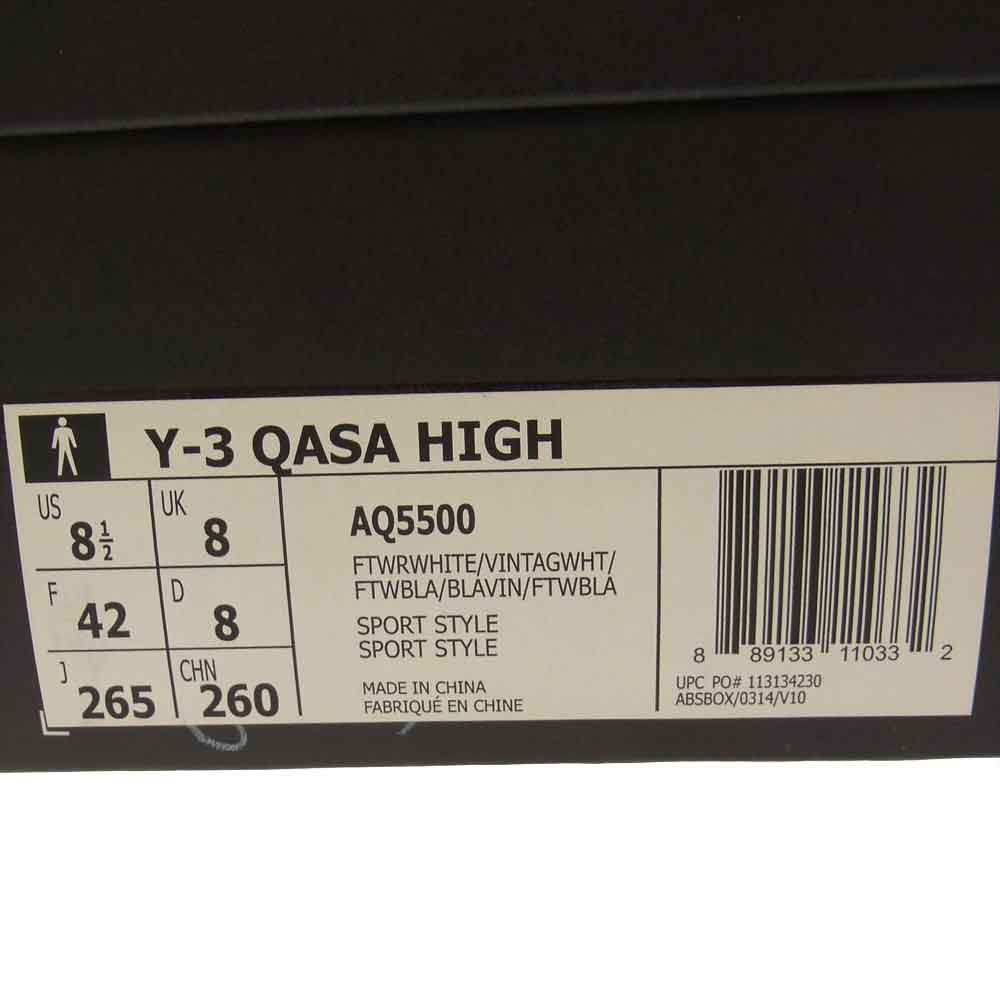 Y-3 QASA HIGH
US 8½ UK 8
F 42 D 8
J 265 CHN 260
AQ5500
FTWRWHITE/VINTAGWHT/
FTWBLA/BLAVIN/FTWBLA
SPORT STYLE
SPORT STYLE
MADE IN CHINA
FABRIQUÉ EN CHINE
8 89133 11033 2
UPC PO# 113134230
ABSBOX/0314/V10